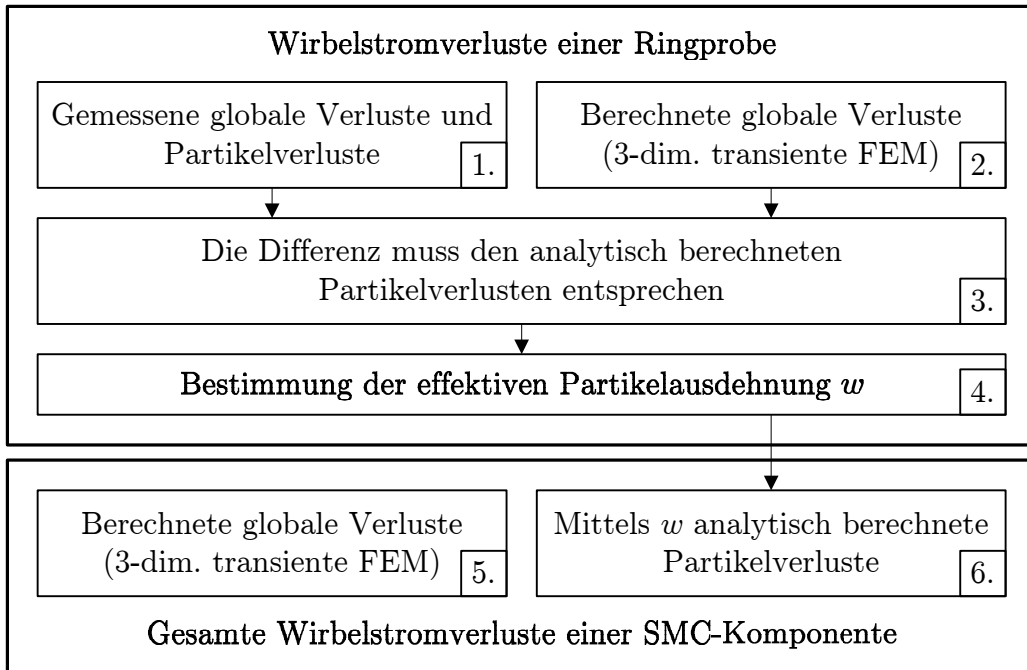 Wirbelstromverluste einer Ringprobe
Gemessene globale Verluste und
Partikelverluste
1.
Berechnete globale Verluste
(3-dim. transiente FEM)
2.
Die Differenz muss den analytisch berechneten
Partikelverlusten entsprechen
3.
Bestimmung der effektiven Partikelausdehnung w
4.
Berechnete globale Verluste
(3-dim. transiente FEM)
5.
Mittels w analytisch berechnete
Partikelverluste
6.
Gesamte Wirbelstromverluste einer SMC-Komponente